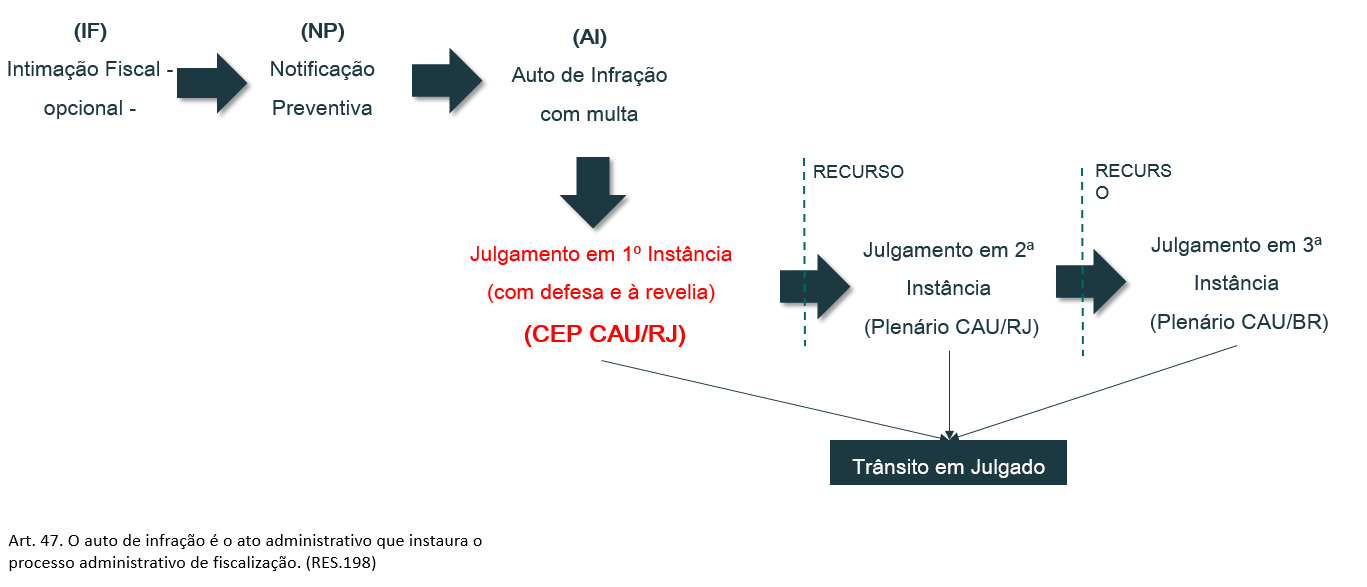 (IF)
Intimação Fiscal -
opcional -
(NP)
Notificação
Preventiva
(AI)
Auto de Infração
com multa
RECURSO
RECURS
O
Julgamento em 1º Instância
(com defesa e à revelia)
(CEP CAU/RJ)
Julgamento em 2ª
Instância
(Plenário CAU/RJ)
Julgamento em 3ª
Instância
(Plenário CAU/BR)
Trânsito em Julgado
Art. 47. O auto de infração é o ato administrativo que instaura o
processo administrativo de fiscalização. (RES.198)